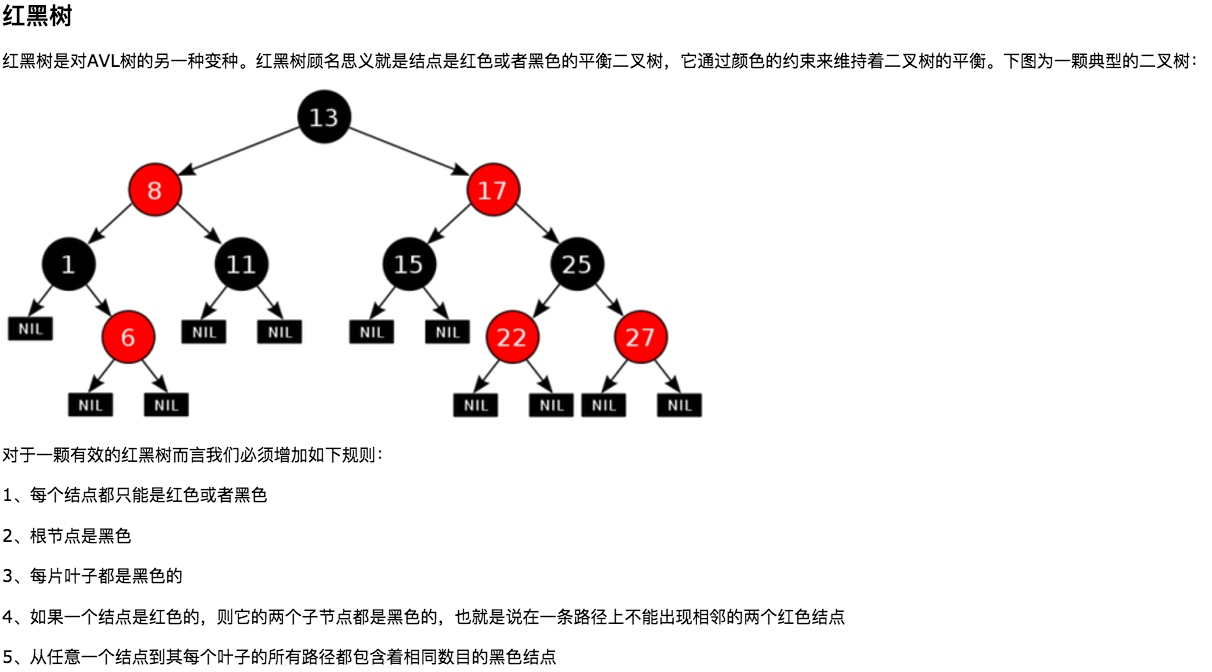 红黑树
红黑树是对AVL树的另一种变种。红黑树顾名思义就是结点是红色或者黑色的平衡二叉树，它通过颜色的约束来维持着二叉树的平衡。下图为一颗典型的二叉树：
13
8 17
1 11 15 25
NIL 6 NIL NIL NIL NIL 22 27
NIL NIL NIL NIL NIL NIL
对于一颗有效的红黑树而言我们必须增加如下规则：
1、每个结点都只能是红色或者黑色
2、根节点是黑色
3、每片叶子都是黑色的
4、如果一个结点是红色的，则它的两个子节点都是黑色的，也就是说在一条路径上不能出现相邻的两个红色结点
5、从任意一个结点到其每个叶子的所有路径都包含着相同数目的黑色结点